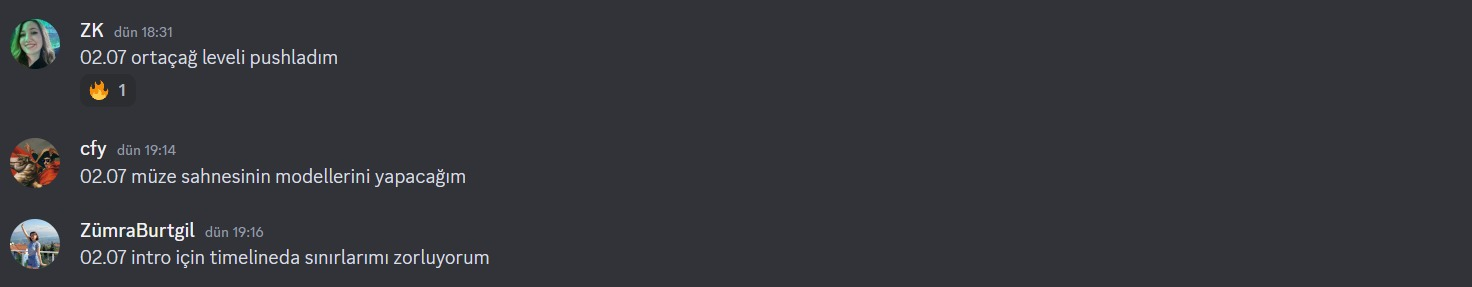 ZK dün 18:31
02.07 ortaçağ leveli pushladım
🔥 1
cfy dün 19:14
02.07 müze sahnesinin modellerini yapacağım
ZümraBurtgil dün 19:16
02.07 intro için timelineda sınırlarımı zorluyorum